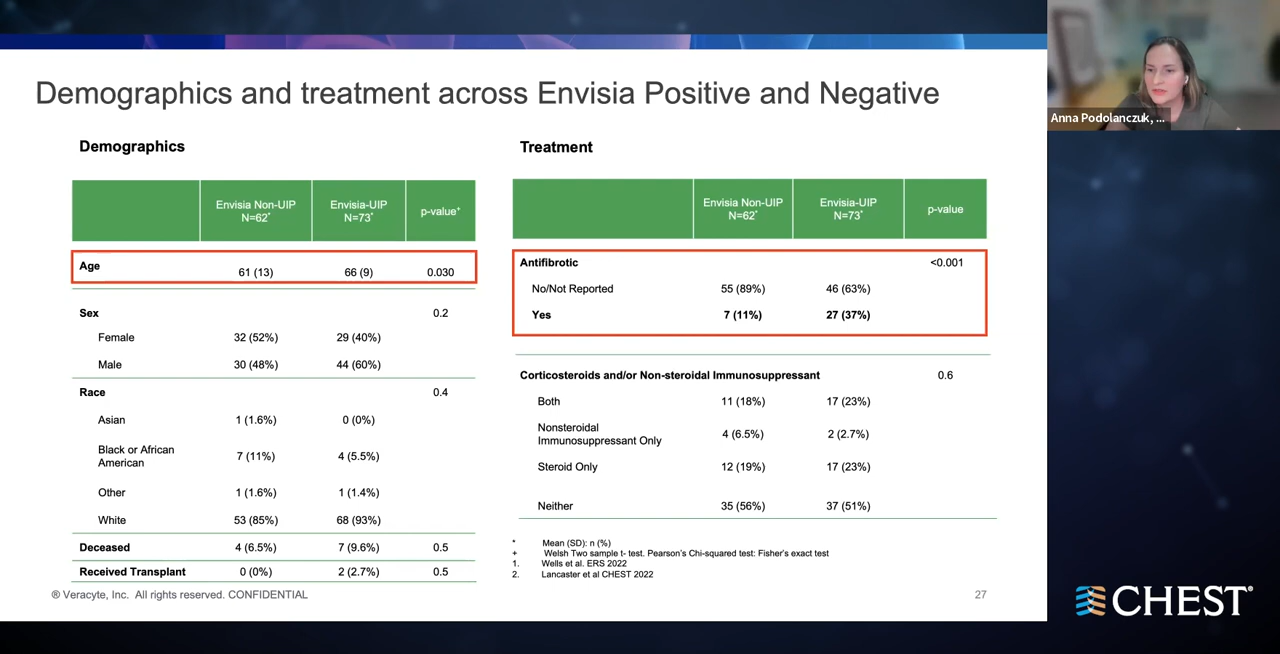 Demographics and treatment across Envisia Positive and Negative
Demographics
Envisia Non-UIP N=62* Envisia-UIP N=73* p-value+
Age 61 (13) 66 (9) 0.030
Sex 0.2
Female 32 (52%) 29 (40%)
Male 30 (48%) 44 (60%)
Race 0.4
Asian 1 (1.6%) 0 (0%)
Black or African American 7 (11%) 4 (5.5%)
Other 1 (1.6%) 1 (1.4%)
White 53 (85%) 68 (93%)
Deceased 4 (6.5%) 7 (9.6%) 0.5
Received Transplant 0 (0%) 2 (2.7%) 0.5
Treatment
Envisia Non-UIP N=62* Envisia-UIP N=73* p-value
Antifibrotic <0.001
No/Not Reported 55 (89%) 46 (63%)
Yes 7 (11%) 27 (37%)
Corticosteroids and/or Non-steroidal Immunosuppressant 0.6
Both 11 (18%) 17 (23%)
Nonsteroidal Immunosuppressant Only 4 (6.5%) 2 (2.7%)
Steroid Only 12 (19%) 17 (23%)
Neither 35 (56%) 37 (51%)
* Mean (SD): n (%)
+ Welsh Two sample t- test. Pearson's Chi-squared test: Fisher's exact test
1. Wells et al. ERS 2022
2. Lancaster et al CHEST 2022
® Veracyte, Inc. All rights reserved. CONFIDENTIAL
27
Anna Podolanczuk, ...
CHEST®